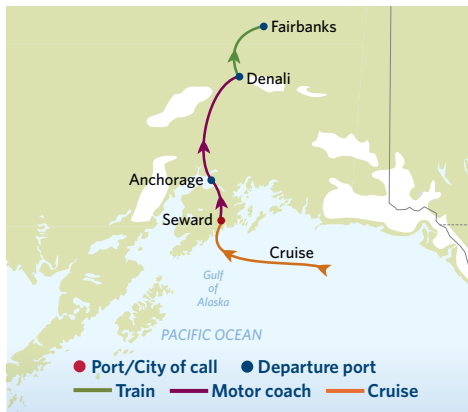 Fairbanks
Denali
Anchorage
Seward
Cruise
Gulf
of
Alaska
PACIFIC OCEAN
Port/City of call Departure port
Train Motor coach Cruise